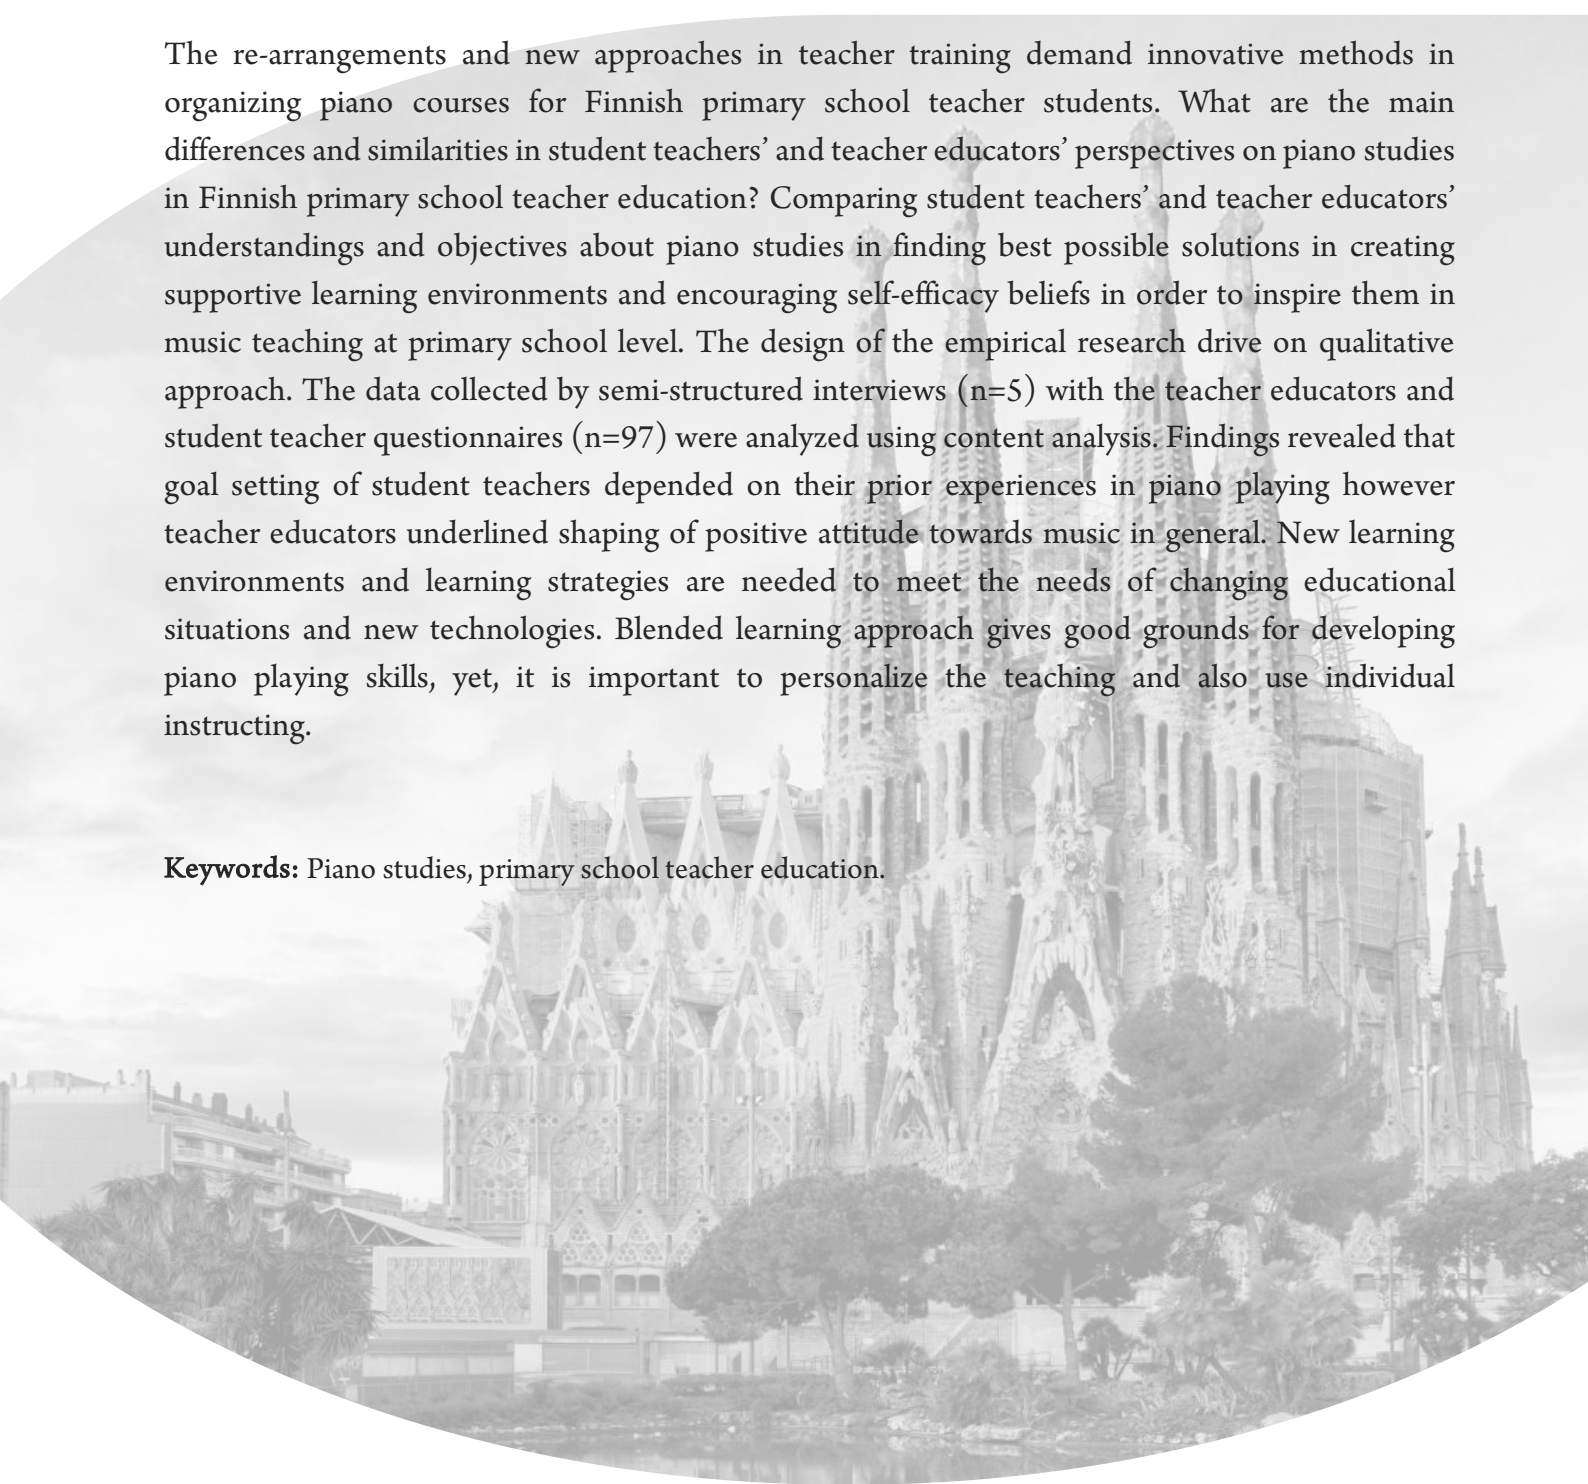 The re-arrangements and new approaches in teacher training demand innovative methods in
organizing piano courses for Finnish primary school teacher students. What are the main
differences and similarities in student teachers’ and teacher educators’ perspectives on piano studies
in Finnish primary school teacher education? Comparing student teachers’ and teacher educators’
understandings and objectives about piano studies in finding best possible solutions in creating
supportive learning environments and encouraging self-efficacy beliefs in order to inspire them in
music teaching at primary school level. The design of the empirical research drive on qualitative
approach. The data collected by semi-structured interviews (n=5) with the teacher educators and
student teacher questionnaires (n=97) were analyzed using content analysis. Findings revealed that
goal setting of student teachers depended on their prior experiences in piano playing however
teacher educators underlined shaping of positive attitude towards music in general. New learning
environments and learning strategies are needed to meet the needs of changing educational
situations and new technologies. Blended learning approach gives good grounds for developing
piano playing skills, yet, it is important to personalize the teaching and also use individual
instructing.
Keywords: Piano studies, primary school teacher education.